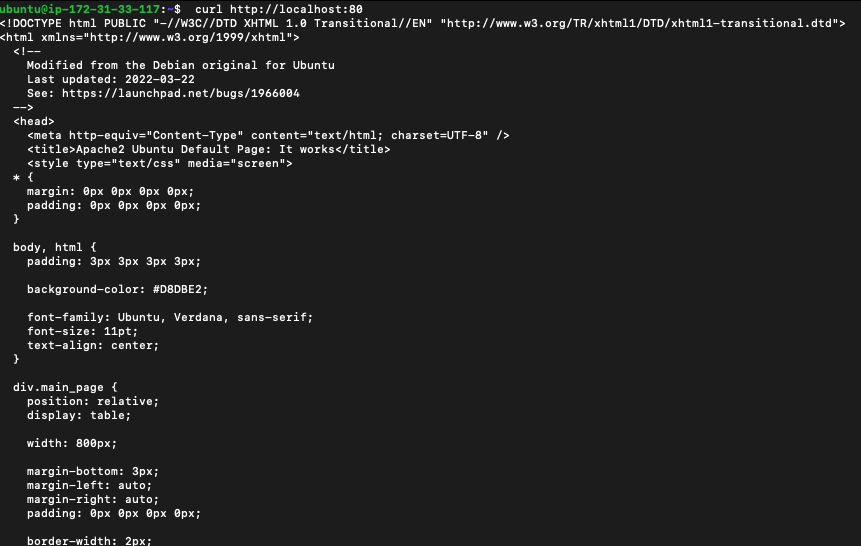 ubuntu@ip-172-31-33-117:~$  curl http://localhost:80
<!DOCTYPE html PUBLIC "-//W3C//DTD XHTML 1.0 Transitional//EN" "http://www.w3.org/TR/xhtml1/DTD/xhtml1-transitional.dtd">
<html xmlns="http://www.w3.org/1999/xhtml">
  <!--
    Modified from the Debian original for Ubuntu
    Last updated: 2022-03-22
    See: https://launchpad.net/bugs/1966004
  -->
  <head>
    <meta http-equiv="Content-Type" content="text/html; charset=UTF-8" />
    <title>Apache2 Ubuntu Default Page: It works</title>
    <style type="text/css" media="screen">
  * {
    margin: 0px 0px 0px 0px;
    padding: 0px 0px 0px 0px;
  }

  body, html {
    padding: 3px 3px 3px 3px;

    background-color: #D8DBE2;

    font-family: Ubuntu, Verdana, sans-serif;
    font-size: 11pt;
    text-align: center;
  }

  div.main_page {
    position: relative;
    display: table;

    width: 800px;

    margin-bottom: 3px;
    margin-left: auto;
    margin-right: auto;
    padding: 0px 0px 0px 0px;

    border-width: 2px;